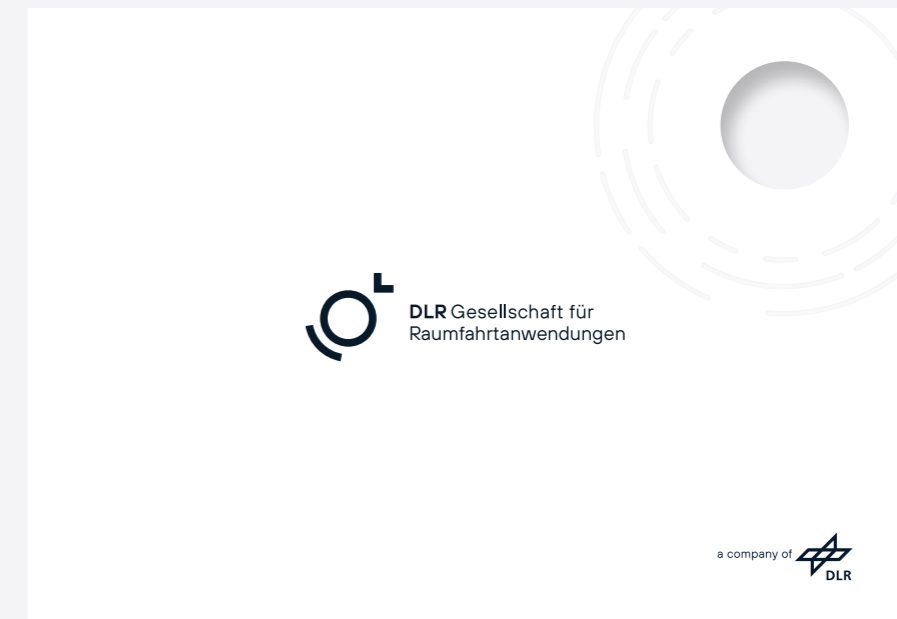 DLR Gesellschaft für
Raumfahrtanwendungen
a company of
DLR